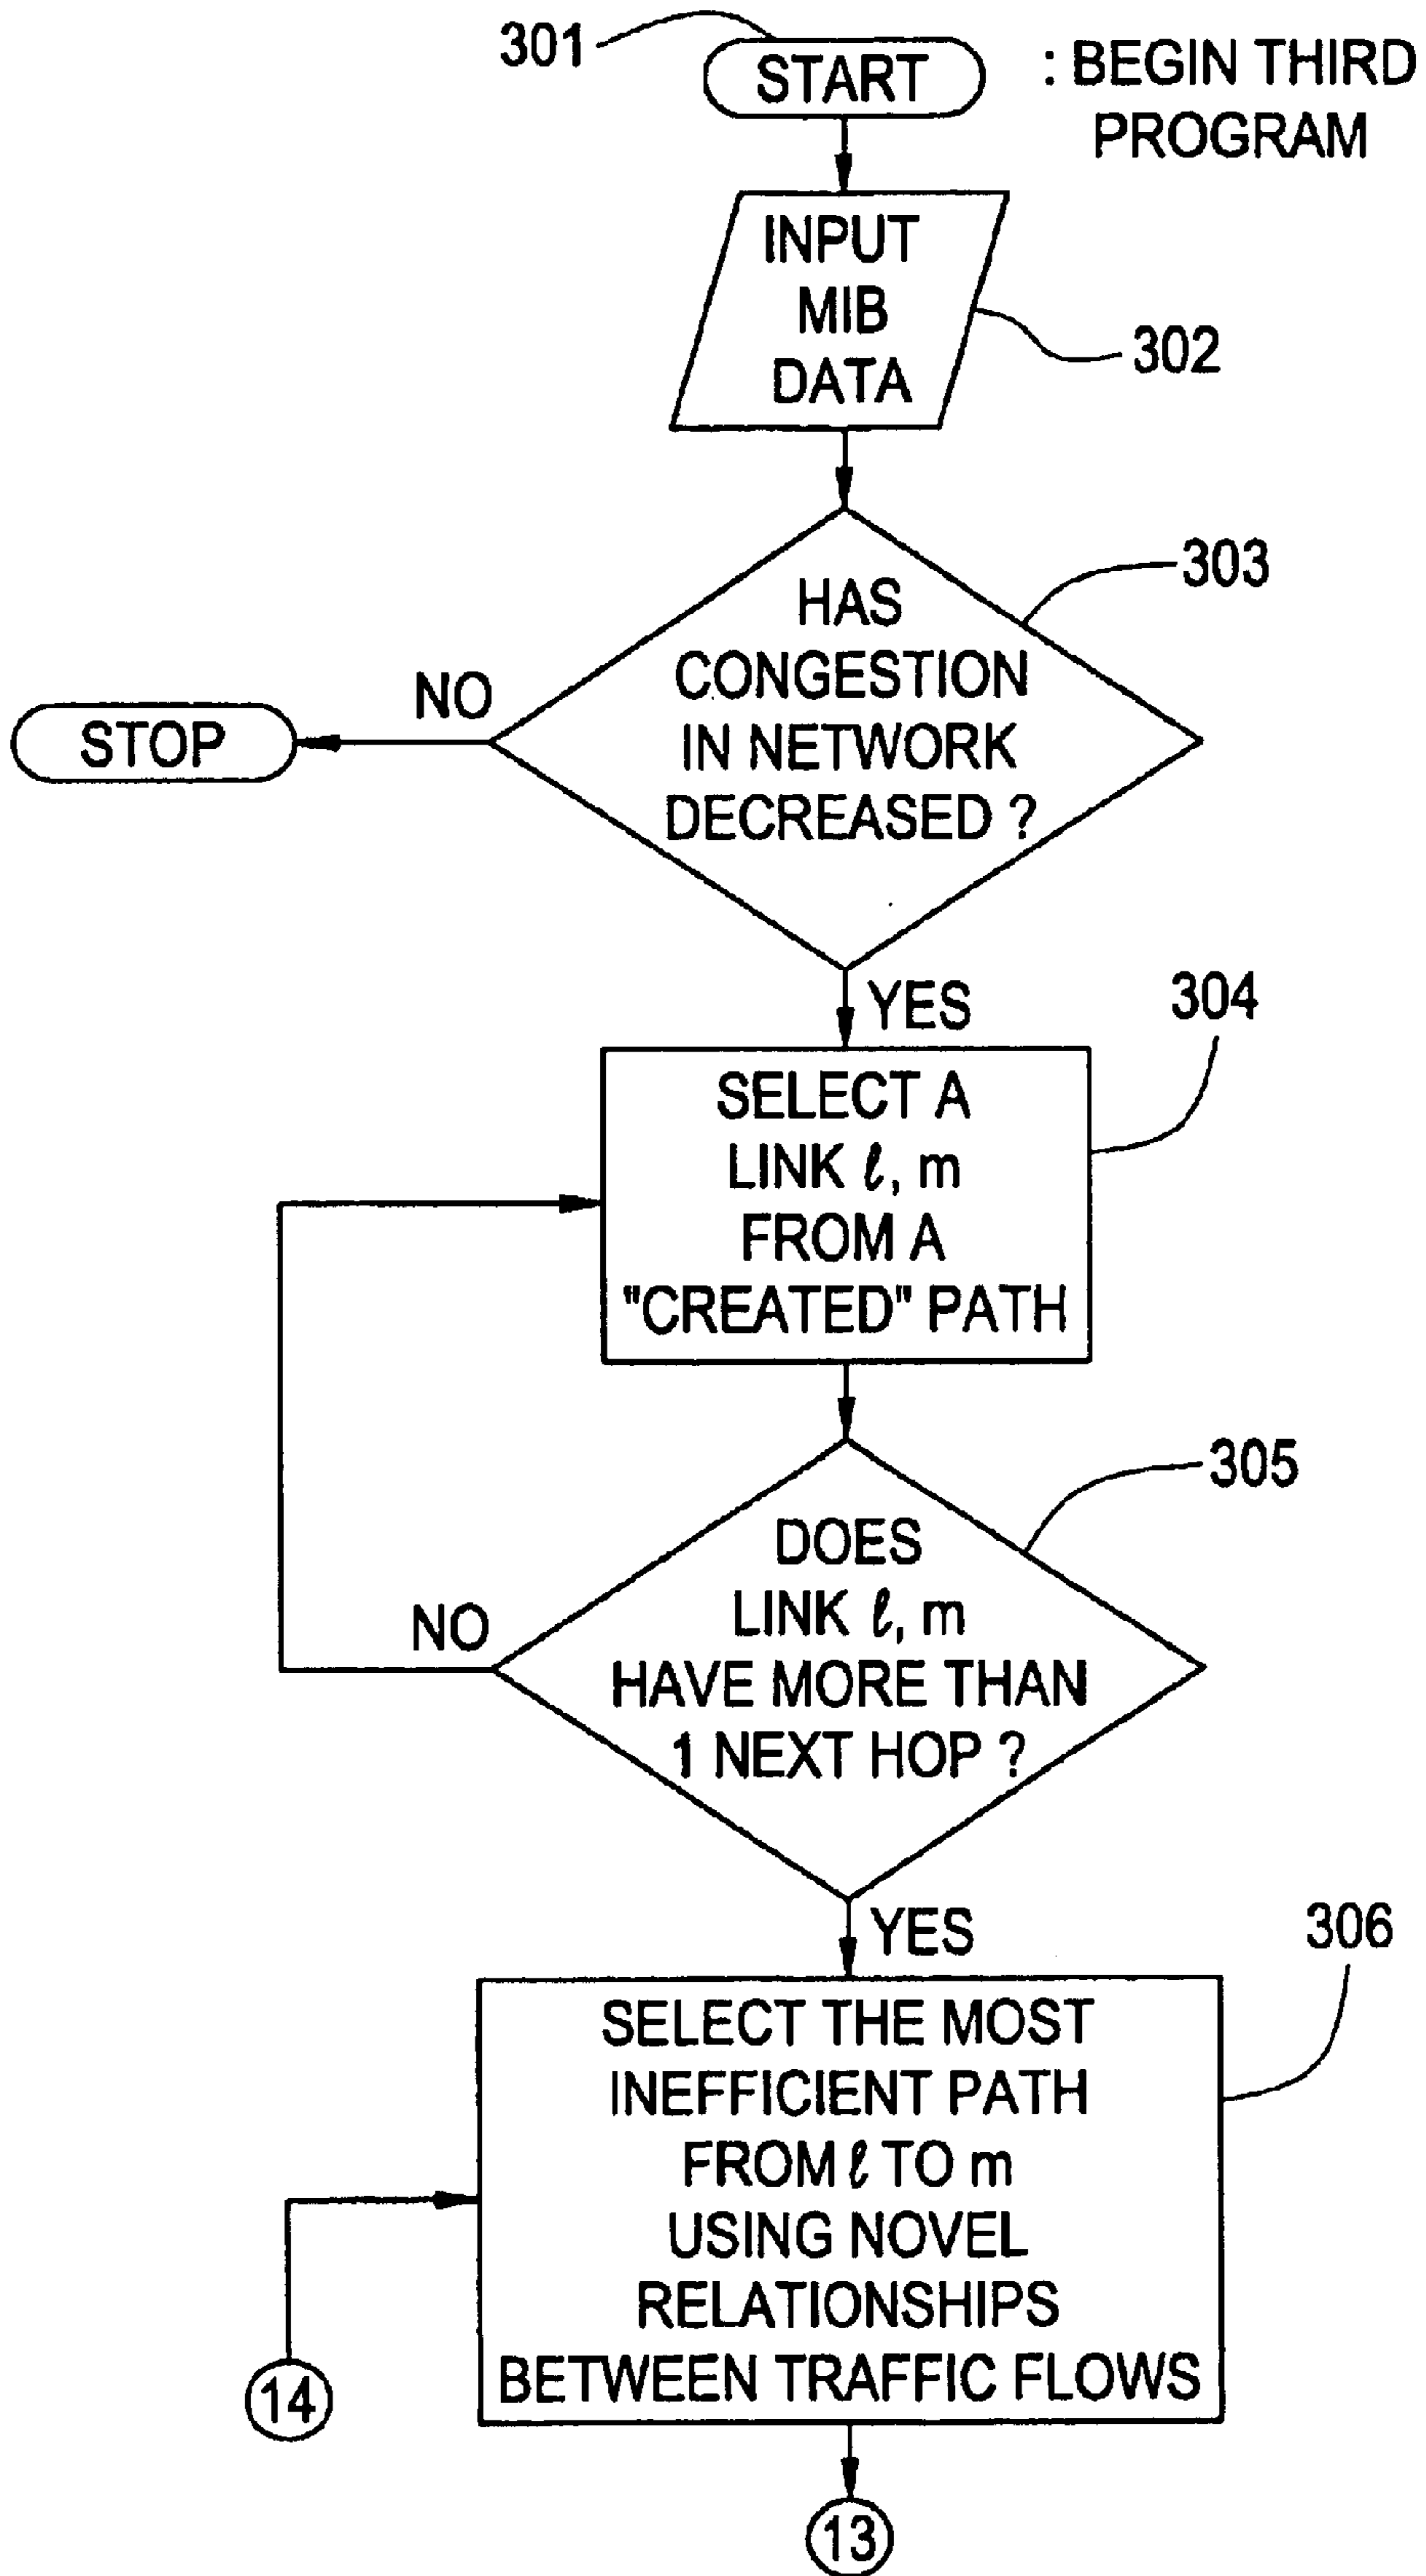 301
START
: BEGIN THIRD
PROGRAM
INPUT
MIB
DATA
302
303
HAS
CONGESTION
IN NETWORK
DECREASED ?
NO
STOP
YES
304
SELECT A
LINK ℓ, m
FROM A
"CREATED" PATH
305
DOES
LINK ℓ, m
HAVE MORE THAN
1 NEXT HOP ?
NO
YES
306
SELECT THE MOST
INEFFICIENT PATH
FROM ℓ TO m
USING NOVEL
RELATIONSHIPS
BETWEEN TRAFFIC FLOWS
14
13